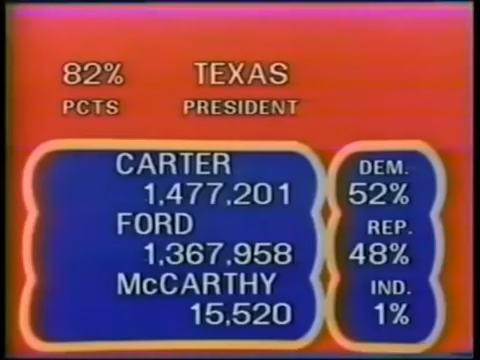 82% TEXAS
PCTS PRESIDENT
CARTER DEM.
1,477,201 52%
FORD REP.
1,367,958 48%
McCARTHY IND.
15,520 1%